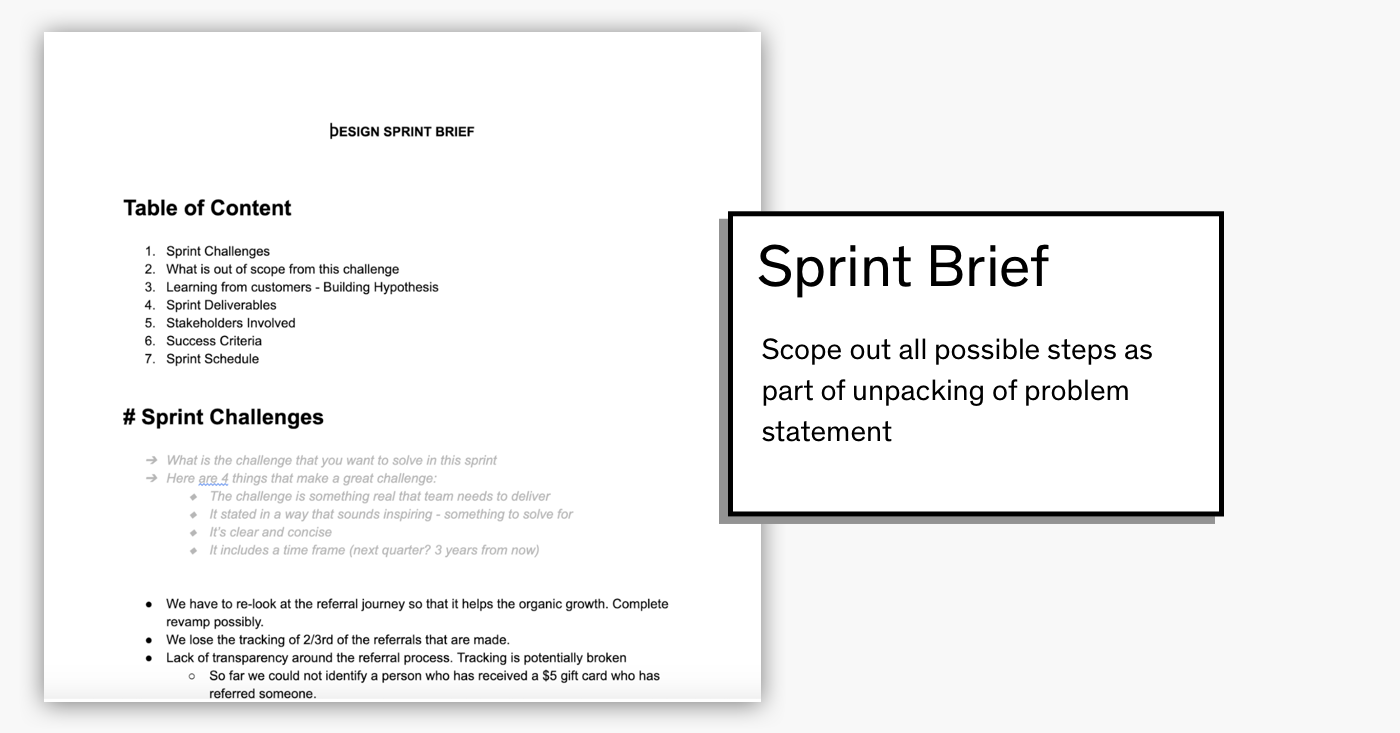 DESIGN SPRINT BRIEF
Table of Content
1. Sprint Challenges
2. What is out of scope from this challenge
3. Learning from customers - Building Hypothesis
4. Sprint Deliverables
5. Stakeholders Involved
6. Success Criteria
7. Sprint Schedule
# Sprint Challenges
➔ What is the challenge that you want to solve in this sprint
➔ Here are 4 things that make a great challenge:
◆ The challenge is something real that team needs to deliver
◆ It stated in a way that sounds inspiring - something to solve for
◆ It's clear and concise
◆ It includes a time frame (next quarter? 3 years from now)
● We have to re-look at the referral journey so that it helps the organic growth. Complete
revamp possibly.
● We lose the tracking of 2/3rd of the referrals that are made.
● Lack of transparency around the referral process. Tracking is potentially broken
○ So far we could not identify a person who has received a $5 gift card who has
referred someone.
Sprint Brief
Scope out all possible steps as
part of unpacking of problem
statement